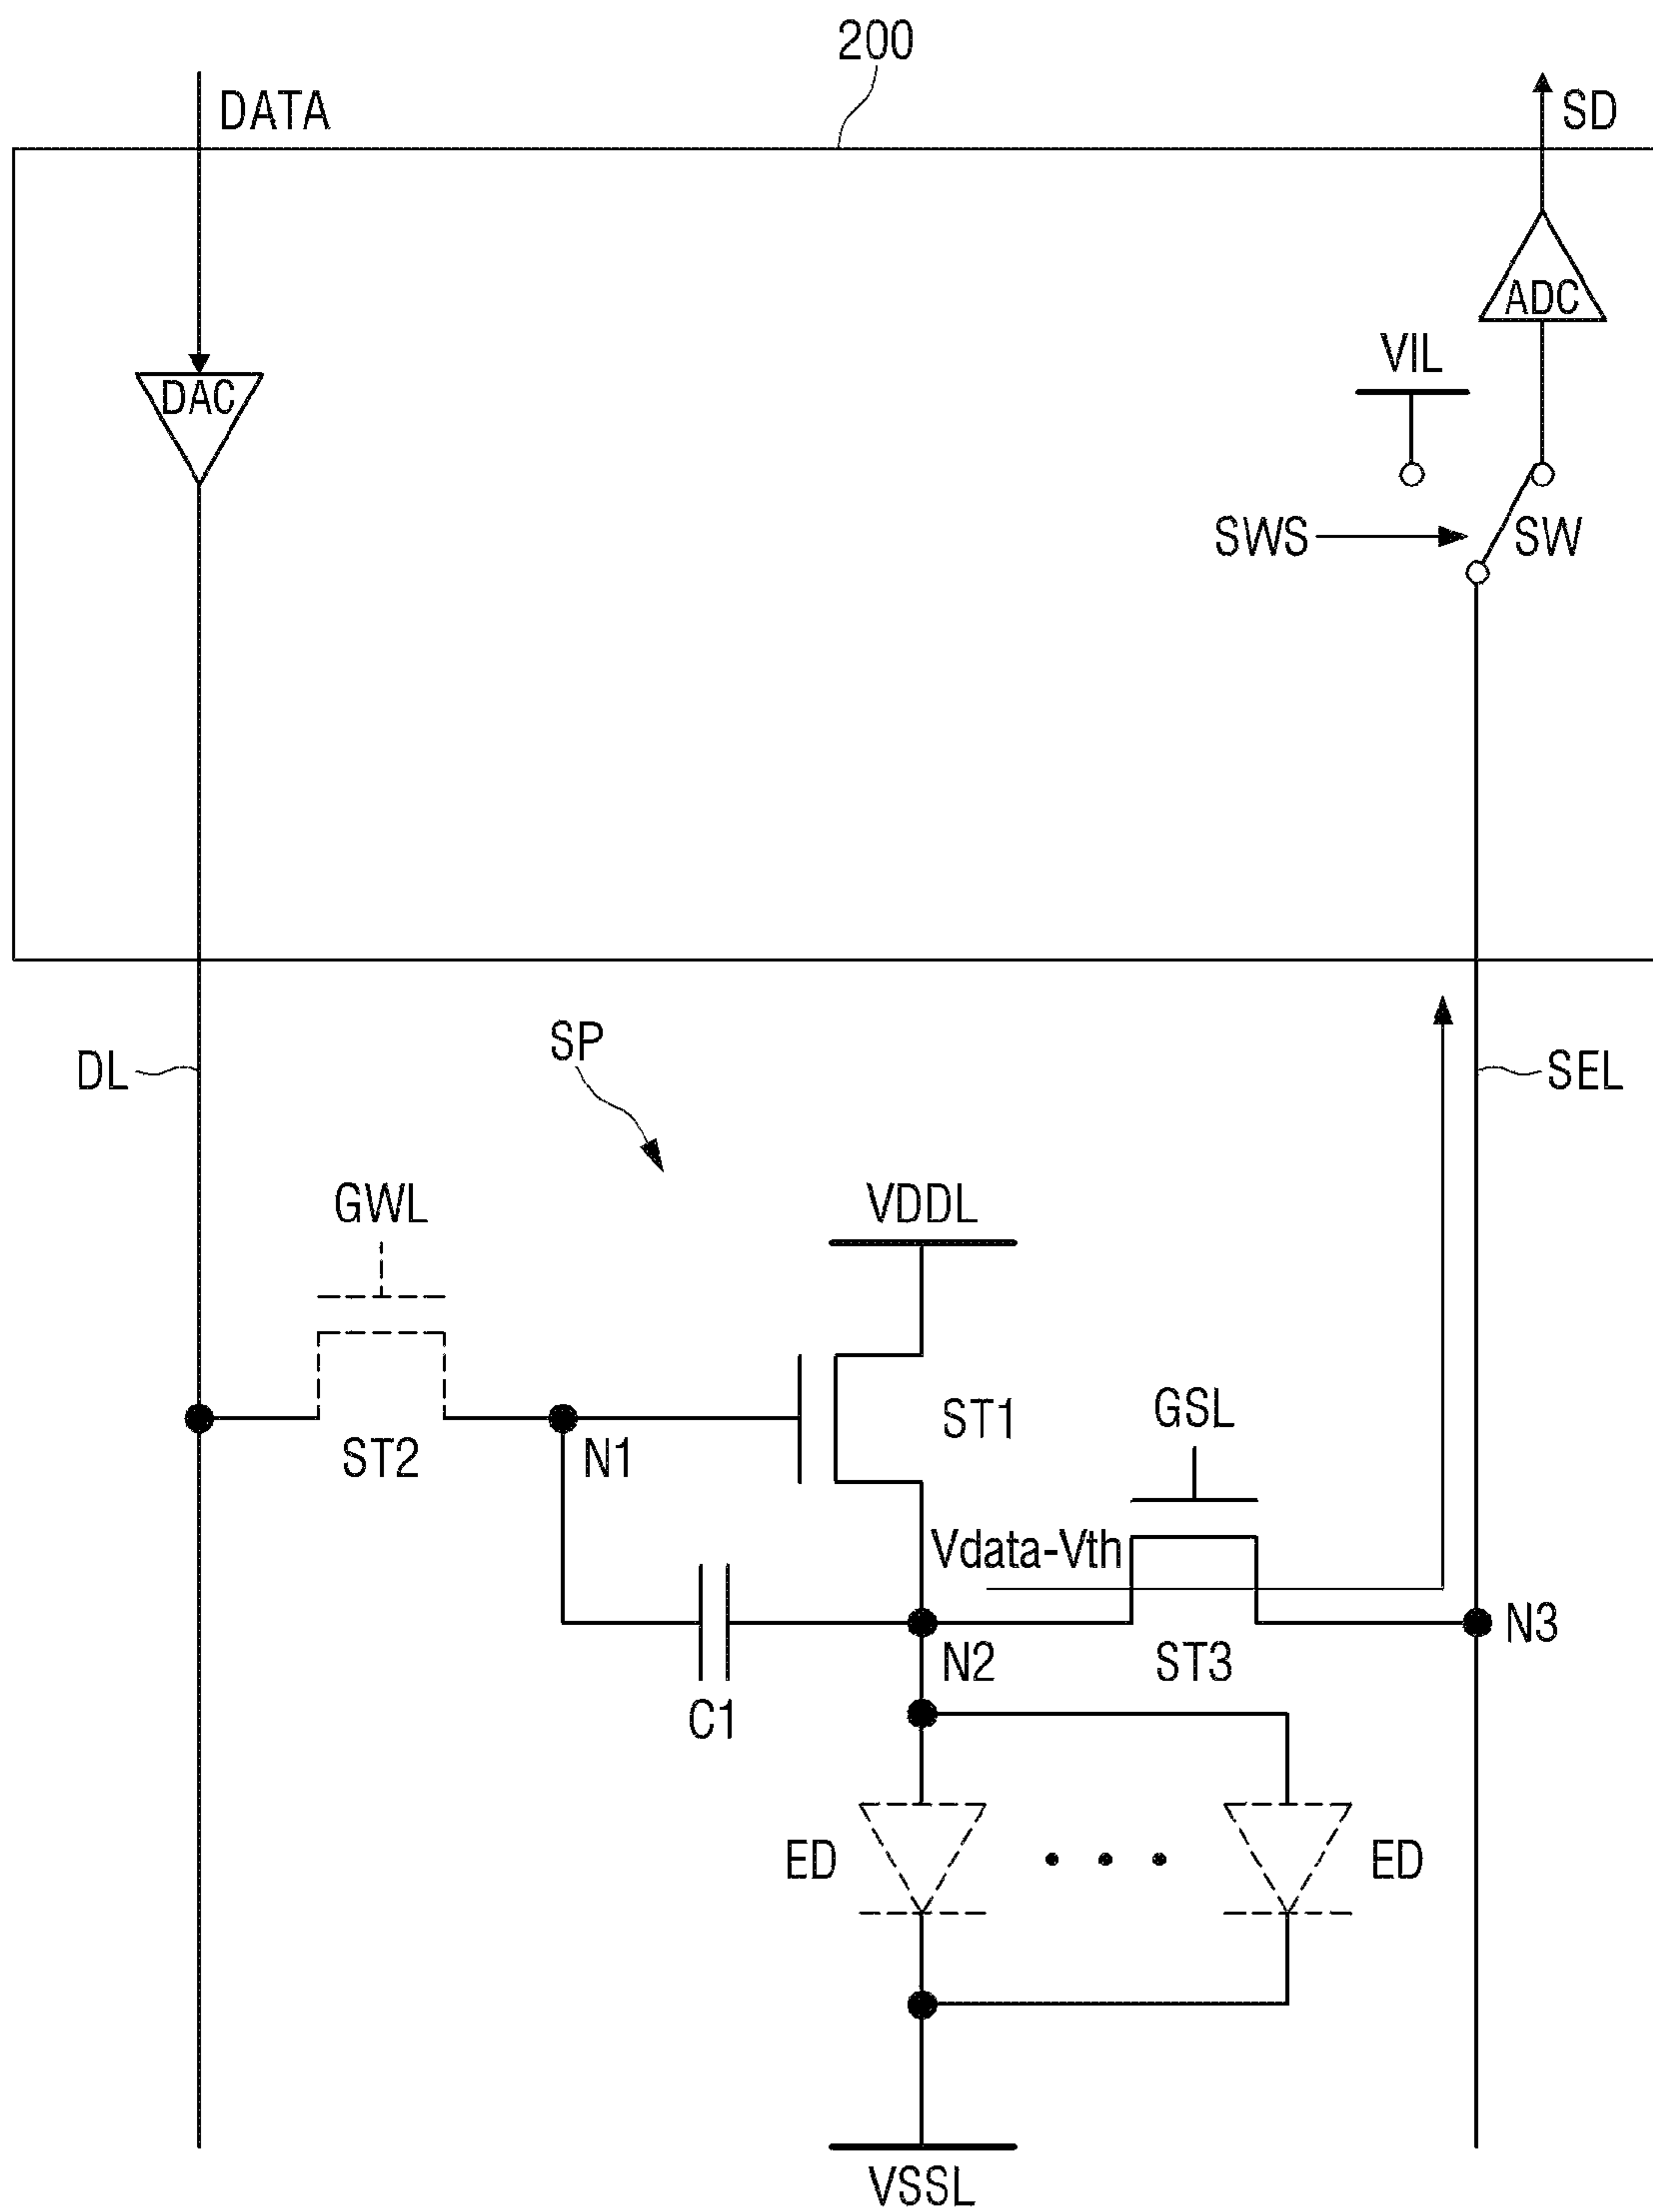 200
DATA
SD
DAC
ADC
VIL
SWS
SW
SP
DL
SEL
GWL
VDDL
ST1
GSL
ST2
N1
Vdata-Vth
N2
ST3
N3
C1
ED
ED
VSSL